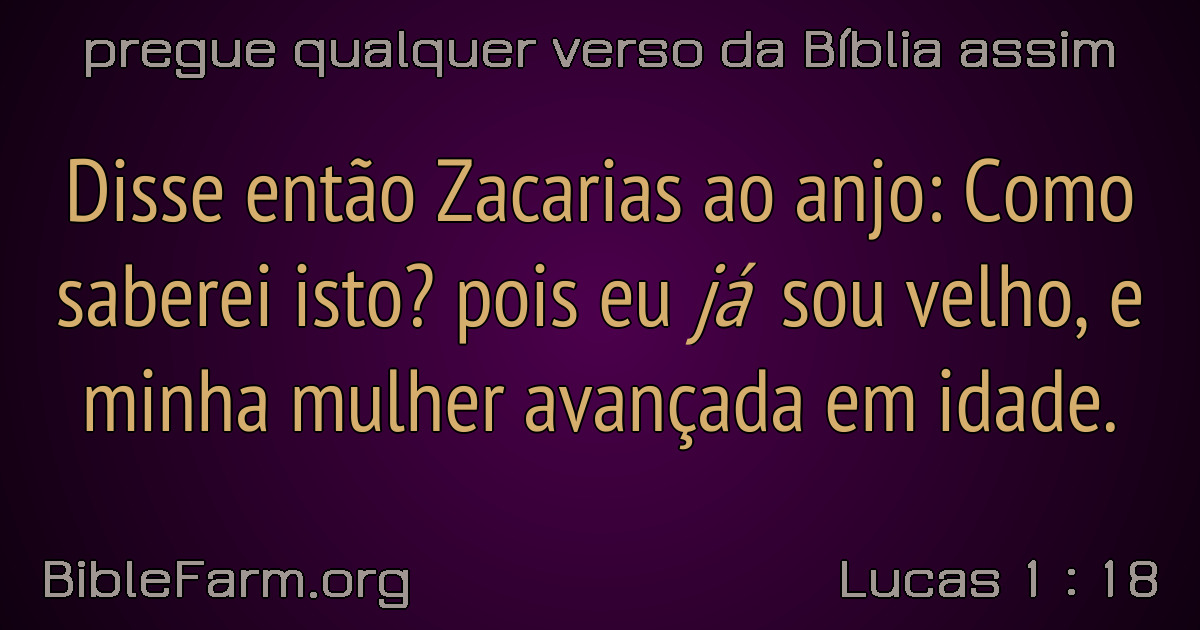 pregue qualquer verso da Bíblia assim
Disse então Zacarias ao anjo: Como
saberei isto? pois eu já sou velho, e
minha mulher avançada em idade.
BibleFarm.org
Lucas 1 : 18